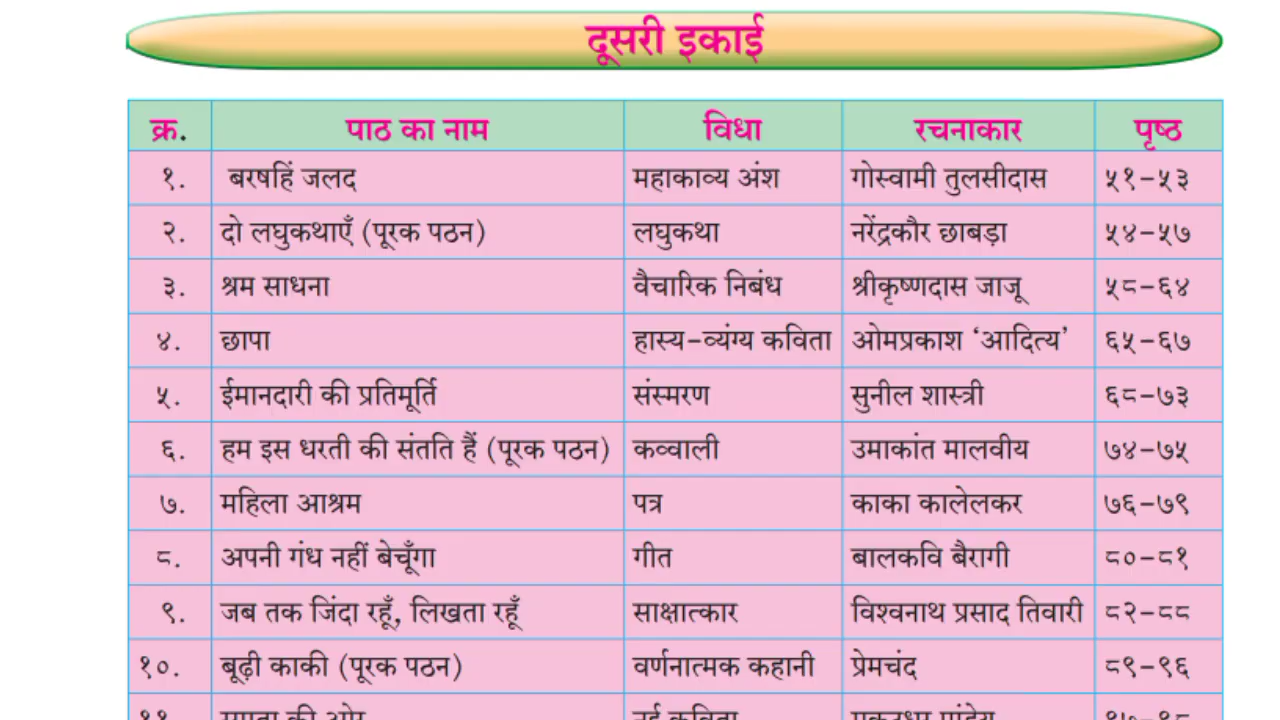 दूसरी इकाई
क्र. पाठ का नाम विधा रचनाकार पृष्ठ
१. बरषहिं जलद महाकाव्य अंश गोस्वामी तुलसीदास ५१-५३
२. दो लघुकथाएँ (पूरक पठन) लघुकथा नरेंद्रकौर छाबड़ा ५४-५७
३. श्रम साधना वैचारिक निबंध श्रीकृष्णदास जाजू ५८-६४
४. छापा हास्य-व्यंग्य कविता ओमप्रकाश ‘आदित्य’ ६५-६७
५. ईमानदारी की प्रतिमूर्ति संस्मरण सुनील शास्त्री ६८-७३
६. हम इस धरती की संतति हैं (पूरक पठन) कव्वाली उमाकांत मालवीय ७४-७५
७. महिला आश्रम पत्र काका कालेलकर ७६-७९
८. अपनी गंध नहीं बेचूँगा गीत बालकवि बैरागी ८०-८१
९. जब तक जिंदा रहूँ, लिखता रहूँ साक्षात्कार विश्वनाथ प्रसाद तिवारी ८२-८८
१०. बूढ़ी काकी (पूरक पठन) वर्णनात्मक कहानी प्रेमचंद ८९-९६